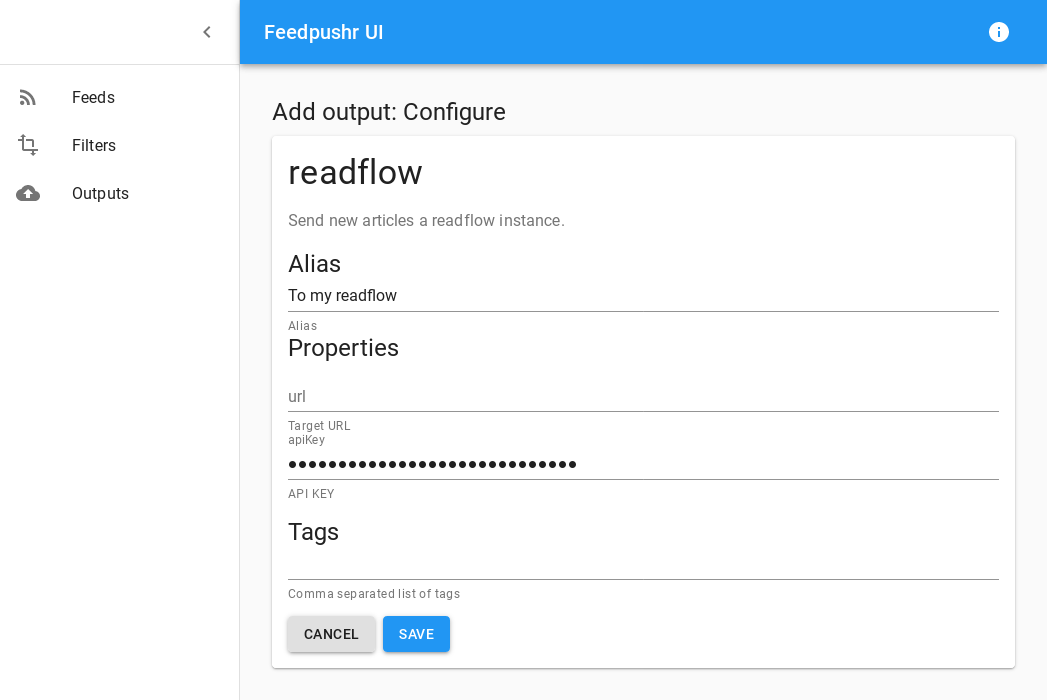 Feedpushr UI
Feeds
Filters
Outputs
Add output: Configure
readflow
Send new articles a readflow instance.
Alias
To my readflow
Alias
Properties
url
Target URL
apiKey
•••••••••••••••••••••••••••••
API KEY
Tags
Comma separated list of tags
CANCEL SAVE